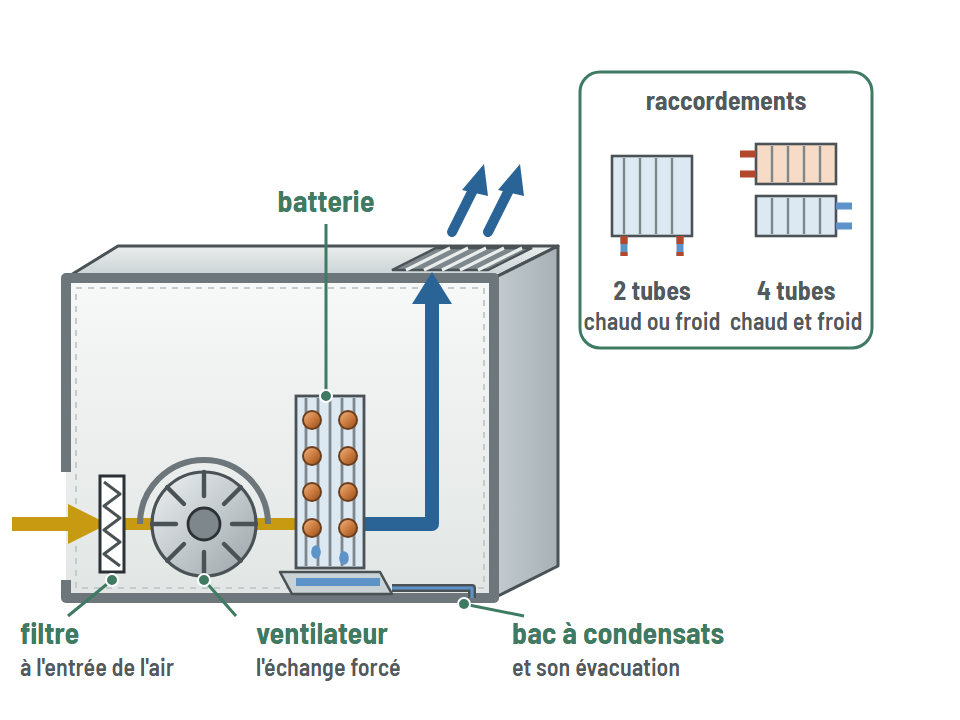 raccordements
batterie
2 tubes
chaud ou froid
4 tubes
chaud et froid
filtre
à l'entrée de l'air
ventilateur
l'échange forcé
bac à condensats
et son évacuation